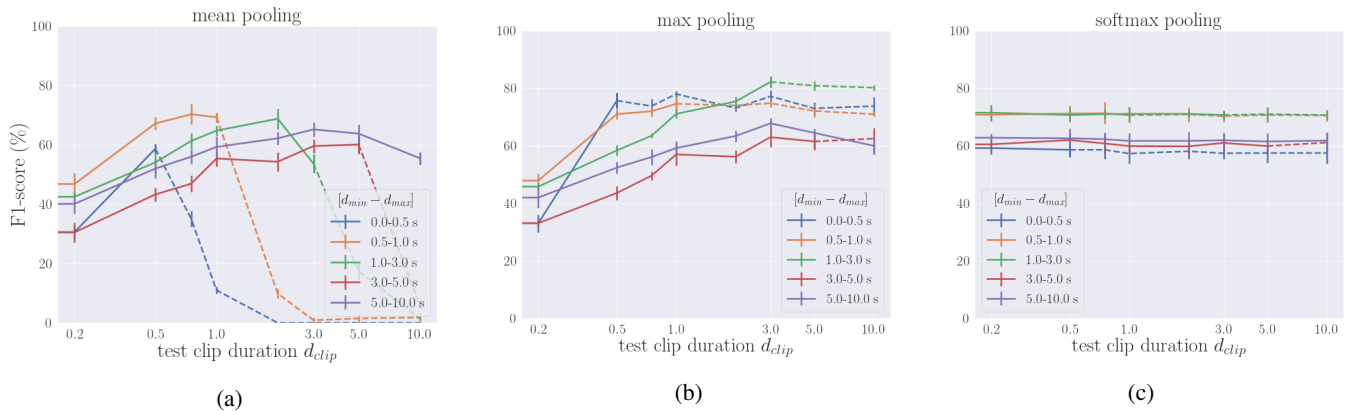 mean pooling
100
80
60
40
20
0
F1-score (%)
0.2 0.5 1.0 3.0 5.0 10.0
test clip duration d_clip
[d_min − d_max]
0.0-0.5 s
0.5-1.0 s
1.0-3.0 s
3.0-5.0 s
5.0-10.0 s
(a)
max pooling
100
80
60
40
20
0
0.2 0.5 1.0 3.0 5.0 10.0
test clip duration d_clip
[d_min − d_max]
0.0-0.5 s
0.5-1.0 s
1.0-3.0 s
3.0-5.0 s
5.0-10.0 s
(b)
softmax pooling
100
80
60
40
20
0
0.2 0.5 1.0 3.0 5.0 10.0
test clip duration d_clip
[d_min − d_max]
0.0-0.5 s
0.5-1.0 s
1.0-3.0 s
3.0-5.0 s
5.0-10.0 s
(c)